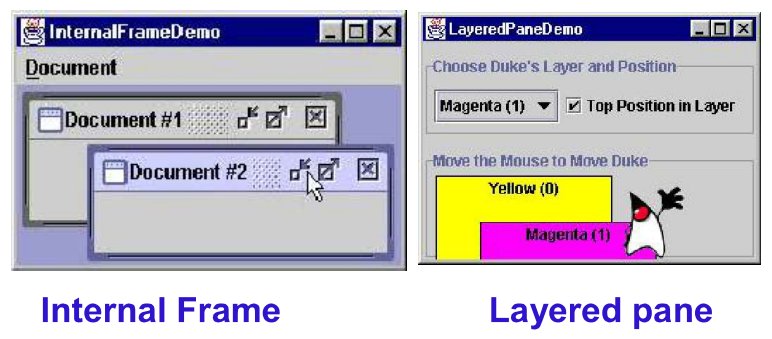 InternalFrameDemo
Document
Document #1
Document #2
Internal Frame
LayeredPaneDemo
Choose Duke's Layer and Position
Magenta (1)
Top Position in Layer
Move the Mouse to Move Duke
Yellow (0)
Magenta (1)
Layered pane